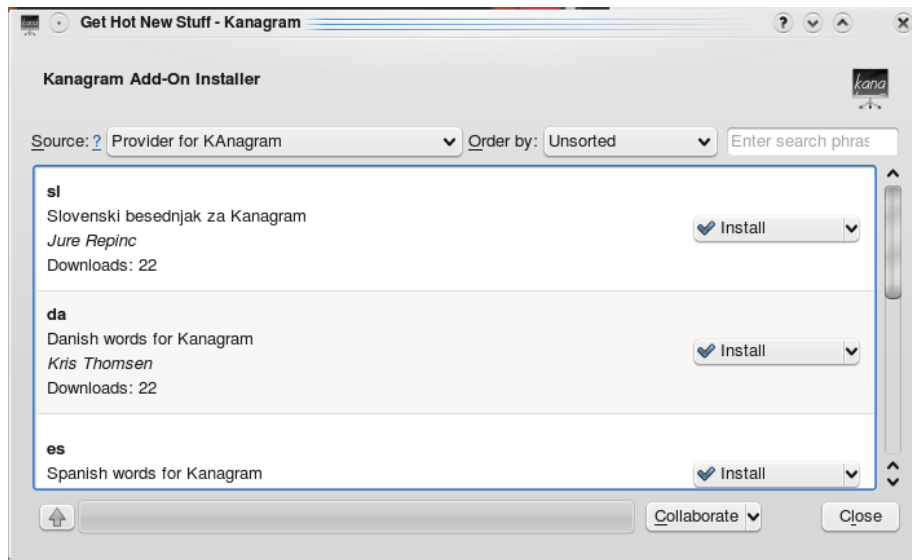 Get Hot New Stuff - Kanagram
Kanagram Add-On Installer
kana
Source: ? Provider for KAnagram Order by: Unsorted Enter search phras
sl
Slovenski besednjak za Kanagram
Jure Repinc
Downloads: 22
Install
da
Danish words for Kanagram
Kris Thomsen
Downloads: 22
Install
es
Spanish words for Kanagram
Install
Collaborate Close